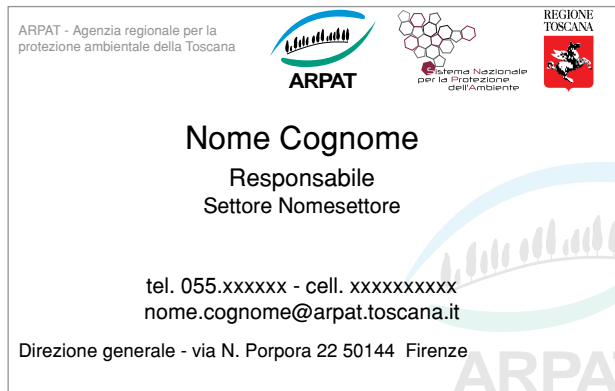 ARPAT - Agenzia regionale per la
protezione ambientale della Toscana
ARPAT
Sistema Nazionale
per la Protezione
dell'Ambiente
REGIONE
TOSCANA
Nome Cognome
Responsabile
Settore Nomesettore
tel. 055.xxxxxx - cell. xxxxxxxxxx
nome.cognome@arpat.toscana.it
Direzione generale - via N. Porpora 22 50144 Firenze
ARPAT